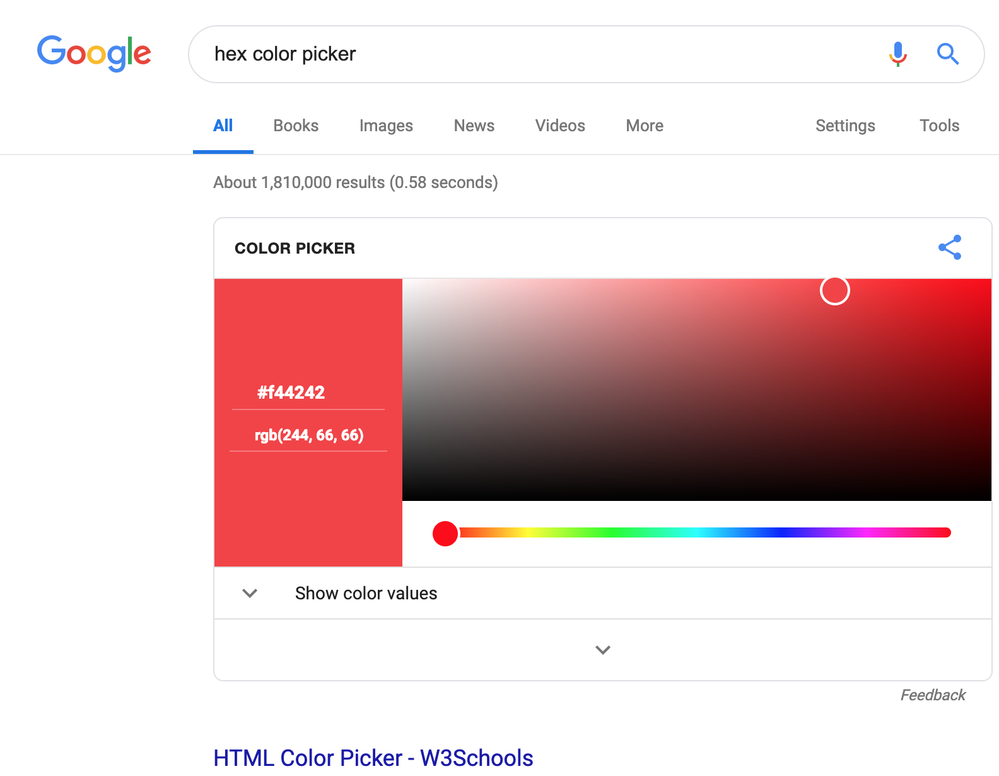 Google
hex color picker
All Books Images News Videos More Settings Tools
About 1,810,000 results (0.58 seconds)
COLOR PICKER
#f44242
rgb(244, 66, 66)
Show color values
Feedback
HTML Color Picker - W3Schools